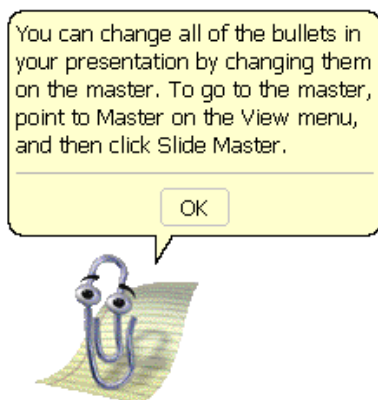 You can change all of the bullets in
your presentation by changing them
on the master. To go to the master,
point to Master on the View menu,
and then click Slide Master.
OK